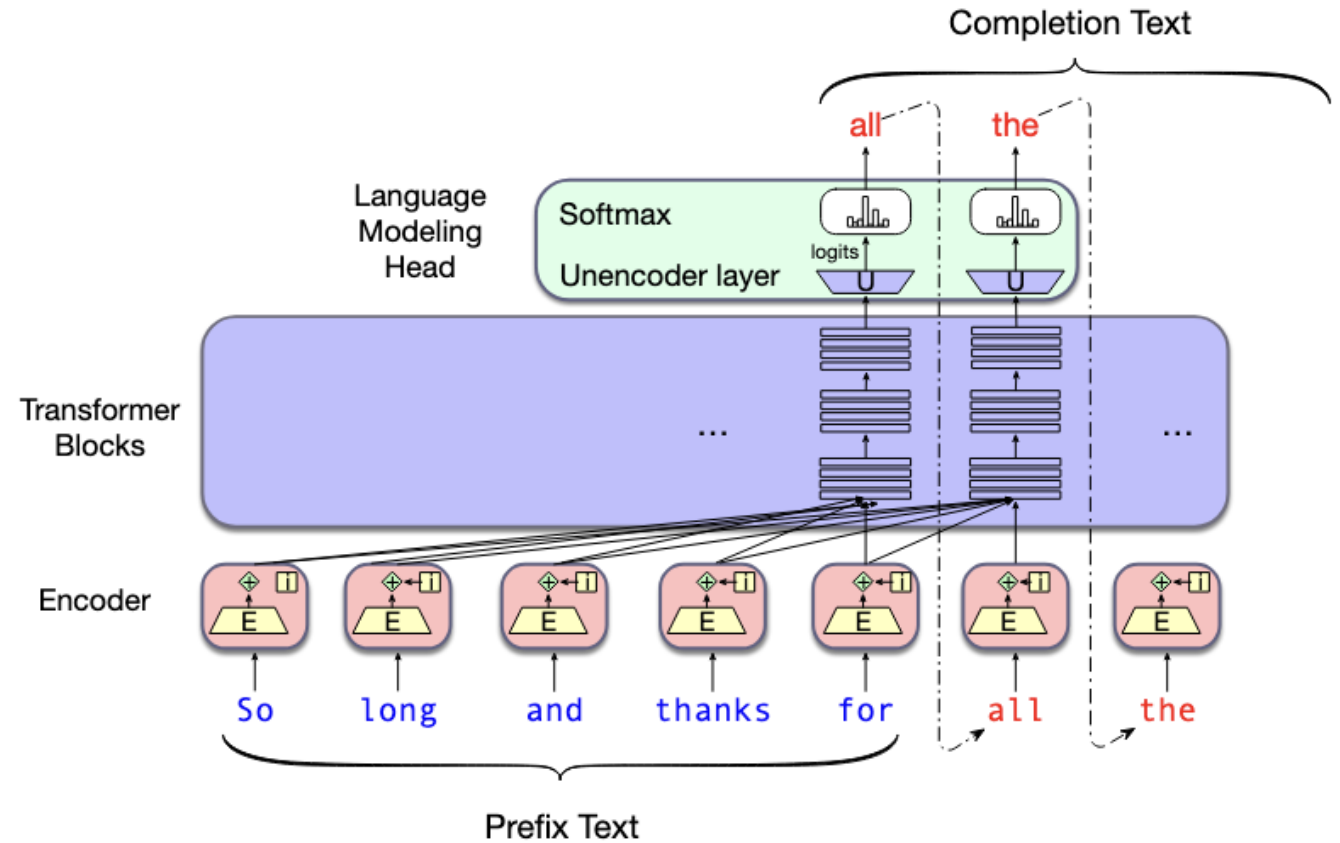 Completion Text
all the
Language
Modeling
Head
Softmax
logits
Unencoder layer
U U
Transformer
Blocks
... ...
Encoder
i i i i i i i
E E E E E E E
So long and thanks for all the
Prefix Text